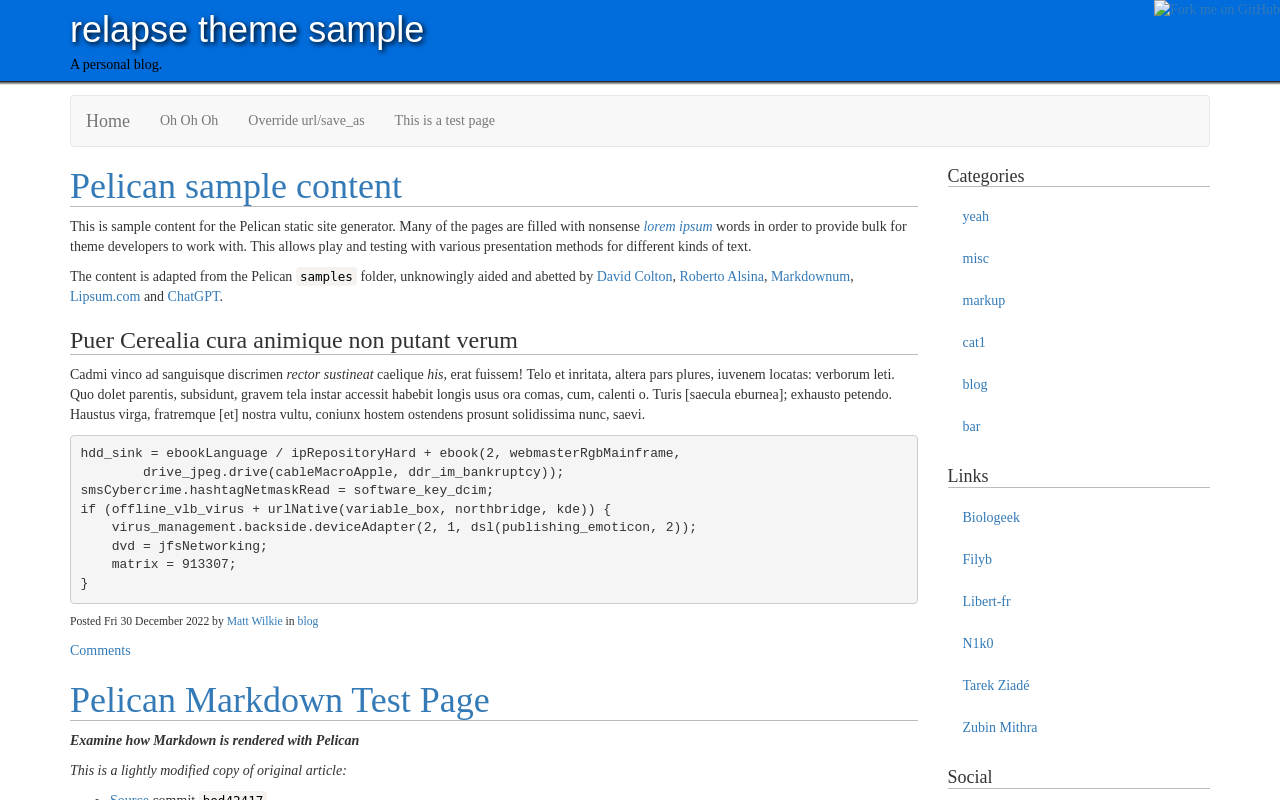 relapse theme sample
A personal blog.
Fork me on GitHub
Home
Oh Oh Oh
Override url/save_as
This is a test page
Pelican sample content
This is sample content for the Pelican static site generator. Many of the pages are filled with nonsense lorem ipsum words in order to provide bulk for
theme developers to work with. This allows play and testing with various presentation methods for different kinds of text.
The content is adapted from the Pelican samples folder, unknowingly aided and abetted by David Colton, Roberto Alsina, Markdownum,
Lipsum.com and ChatGPT.
Puer Cerealia cura animique non putant verum
Cadmi vinco ad sanguisque discrimen rector sustineat caelique his, erat fuissem! Telo et inritata, altera pars plures, iuvenem locatas: verborum leti.
Quo dolet parentis, subsidunt, gravem tela instar accessit habebit longis usus ora comas, cum, calenti o. Turis [saecula eburnea]; exhausto petendo.
Haustus virga, fratremque [et] nostra vultu, coniunx hostem ostendens prosunt solidissima nunc, saevi.
hdd_sink = ebookLanguage / ipRepositoryHard + ebook(2, webmasterRgbMainframe,
        drive_jpeg.drive(cableMacroApple, ddr_im_bankruptcy));
smsCybercrime.hashtagNetmaskRead = software_key_dcim;
if (offline_vlb_virus + urlNative(variable_box, northbridge, kde)) {
    virus_management.backside.deviceAdapter(2, 1, dsl(publishing_emoticon, 2));
    dvd = jfsNetworking;
    matrix = 913307;
}
Posted Fri 30 December 2022 by Matt Wilkie in blog
Comments
Pelican Markdown Test Page
Examine how Markdown is rendered with Pelican
This is a lightly modified copy of original article:
Source commit bed42417
Categories
yeah
misc
markup
cat1
blog
bar
Links
Biologeek
Filyb
Libert-fr
N1k0
Tarek Ziadé
Zubin Mithra
Social